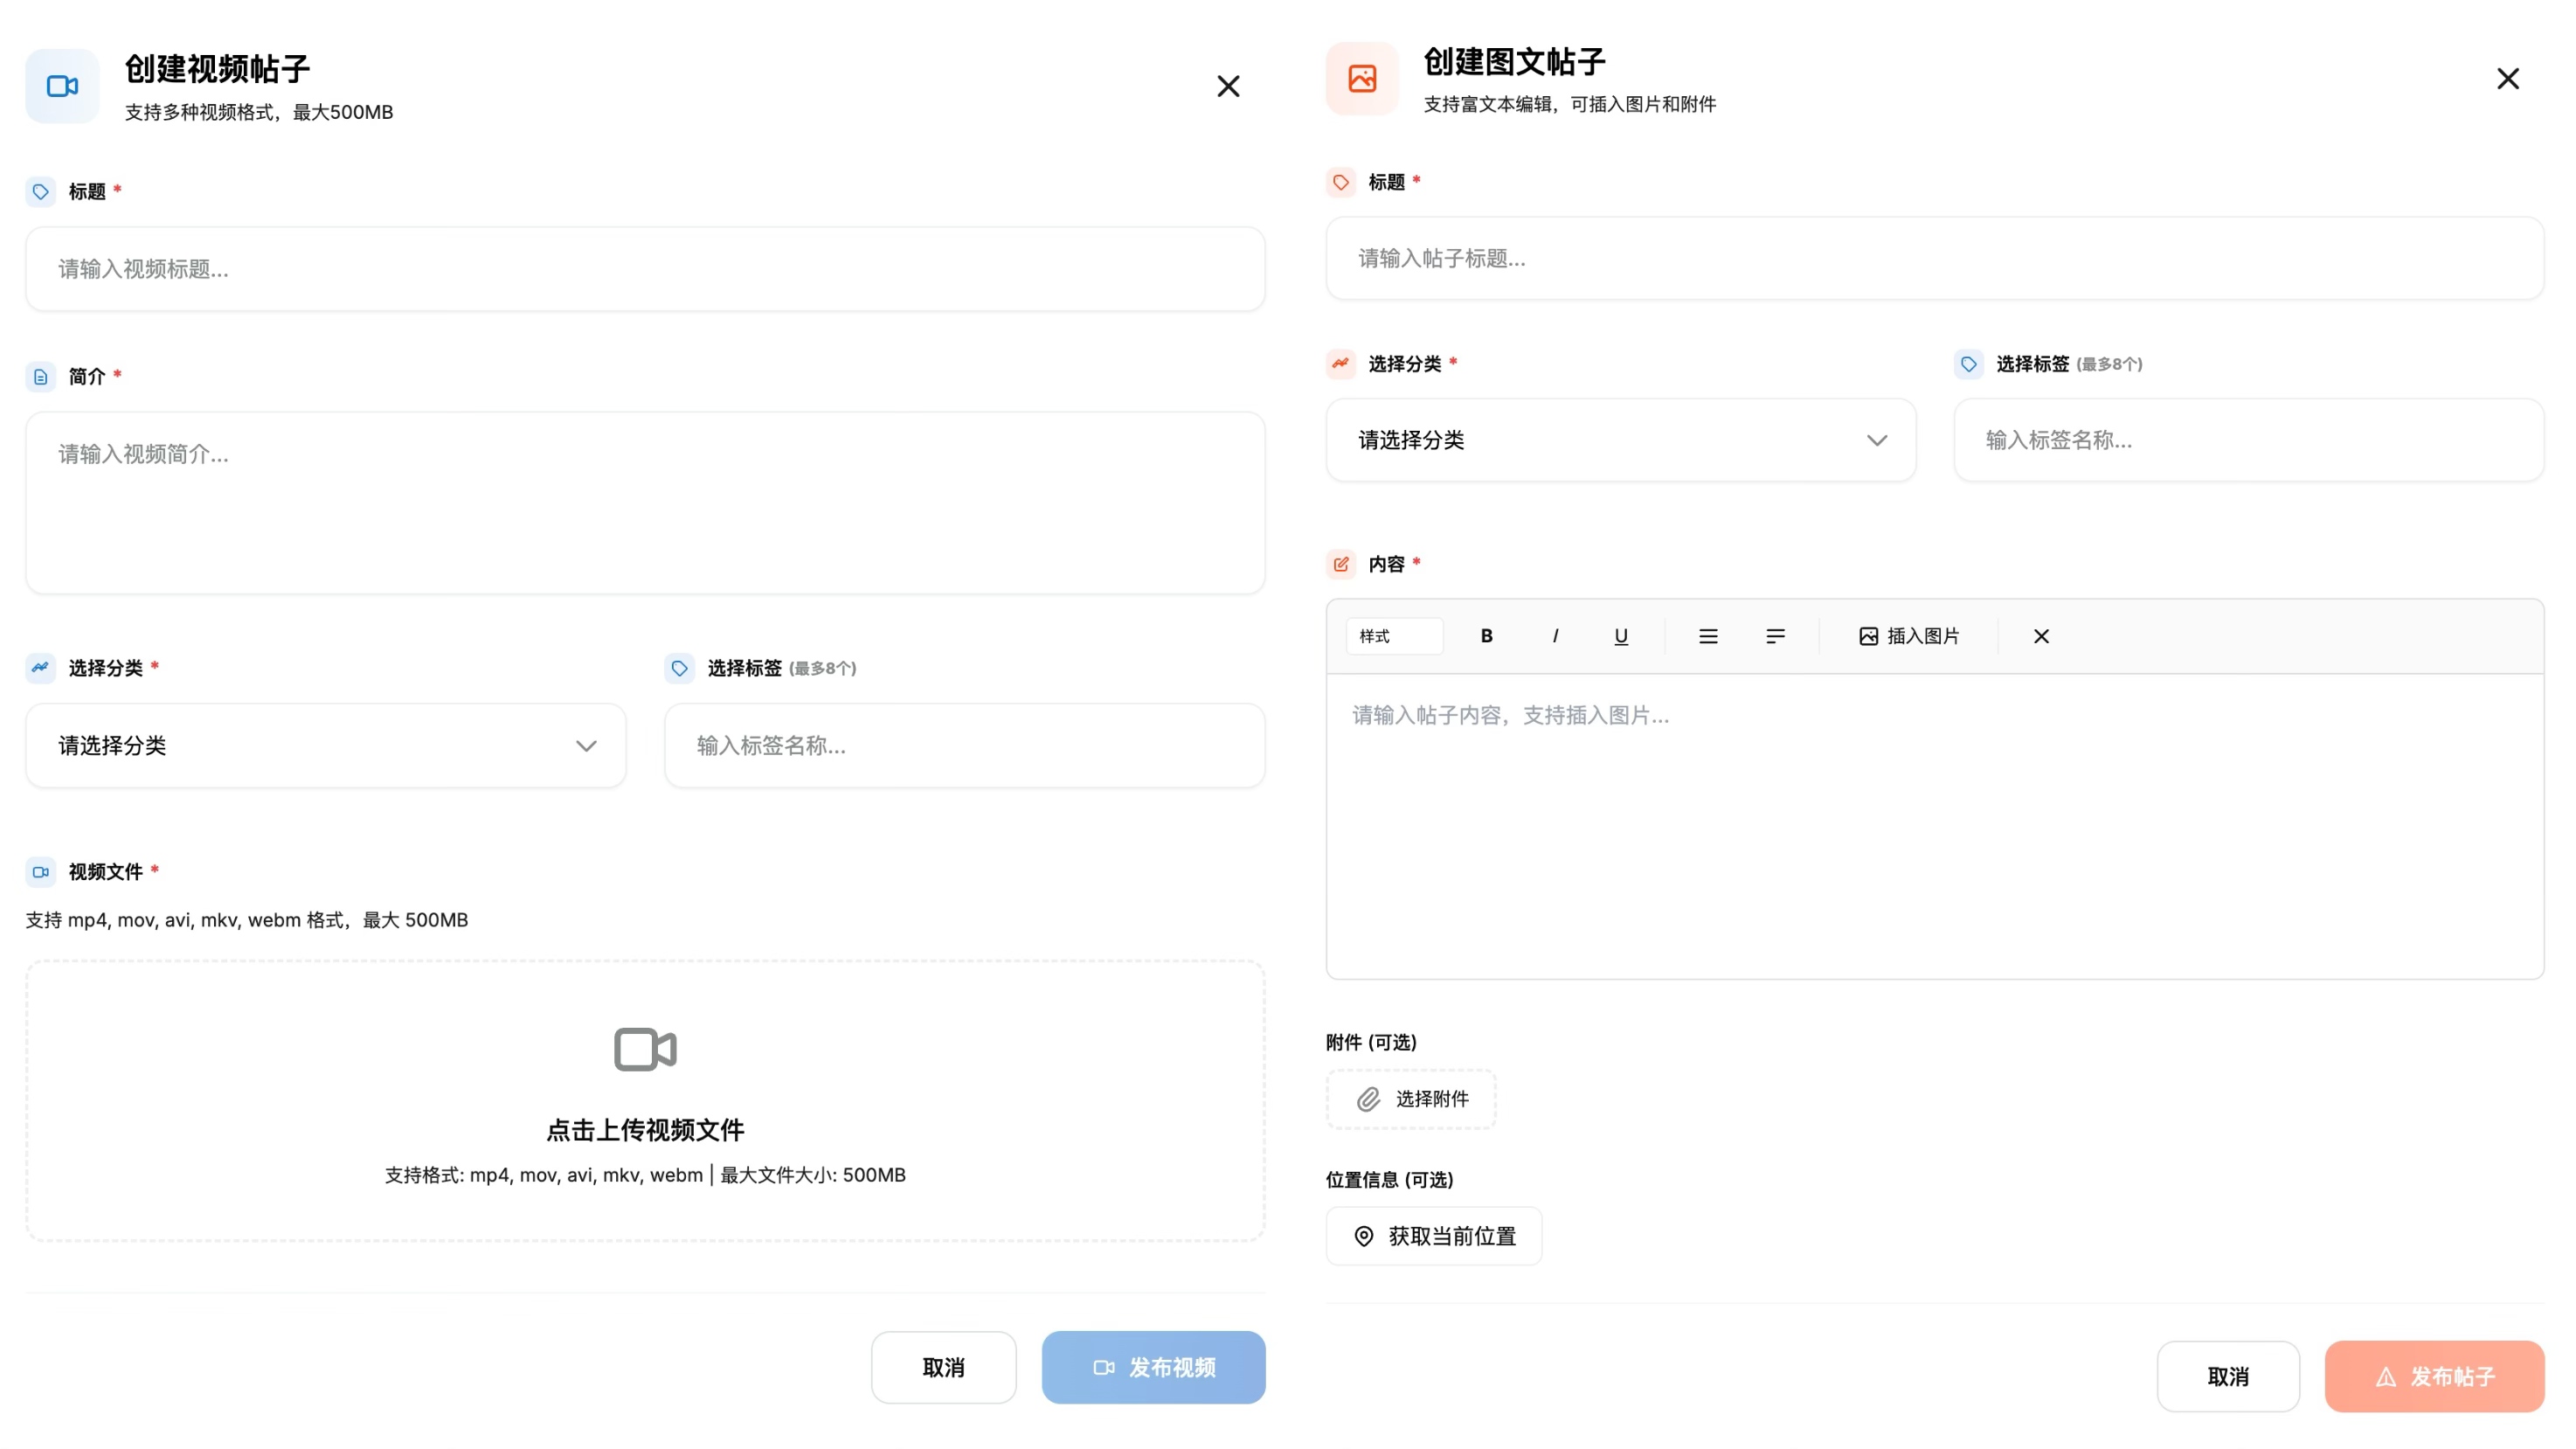 创建视频帖子
支持多种视频格式，最大500MB
标题 *
请输入视频标题...
简介 *
请输入视频简介...
选择分类 *
请选择分类
选择标签 (最多8个)
输入标签名称...
视频文件 *
支持 mp4, mov, avi, mkv, webm 格式，最大 500MB
点击上传视频文件
支持格式: mp4, mov, avi, mkv, webm | 最大文件大小: 500MB
取消
发布视频
创建图文帖子
支持富文本编辑，可插入图片和附件
标题 *
请输入帖子标题...
选择分类 *
请选择分类
选择标签 (最多8个)
输入标签名称...
内容 *
样式 B I U 插入图片
请输入帖子内容，支持插入图片...
附件 (可选)
选择附件
位置信息 (可选)
获取当前位置
取消
发布帖子